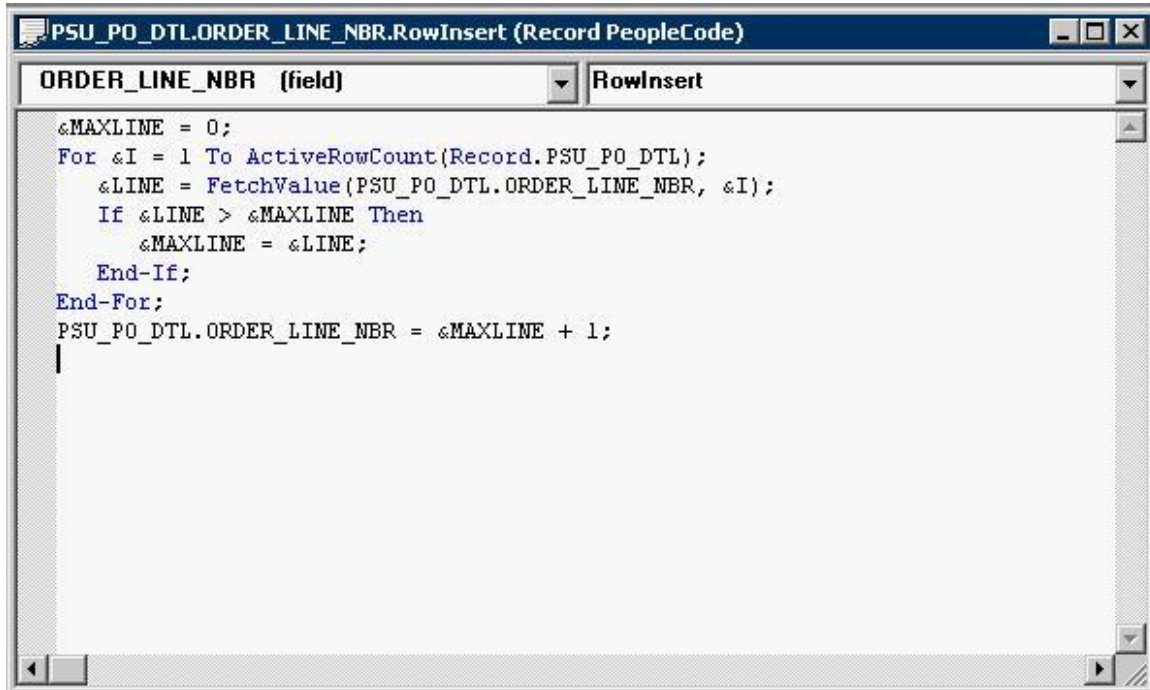 PSU_PO_DTL.ORDER_LINE_NBR.RowInsert (Record PeopleCode)
ORDER_LINE_NBR (field) RowInsert
&MAXLINE = 0;
For &I = 1 To ActiveRowCount(Record.PSU_PO_DTL);
   &LINE = FetchValue(PSU_PO_DTL.ORDER_LINE_NBR, &I);
   If &LINE > &MAXLINE Then
      &MAXLINE = &LINE;
   End-If;
End-For;
PSU_PO_DTL.ORDER_LINE_NBR = &MAXLINE + 1;